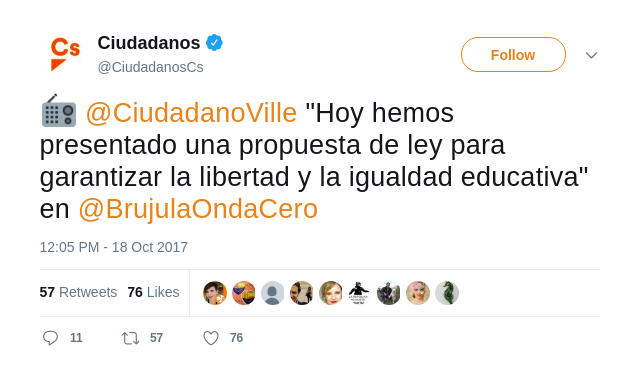 Cs
Ciudadanos
@CiudadanosCs
Follow
@CiudadanoVille "Hoy hemos
presentado una propuesta de ley para
garantizar la libertad y la igualdad educativa"
en @BrujulaOndaCero
12:05 PM - 18 Oct 2017
57 Retweets 76 Likes
11 57 76